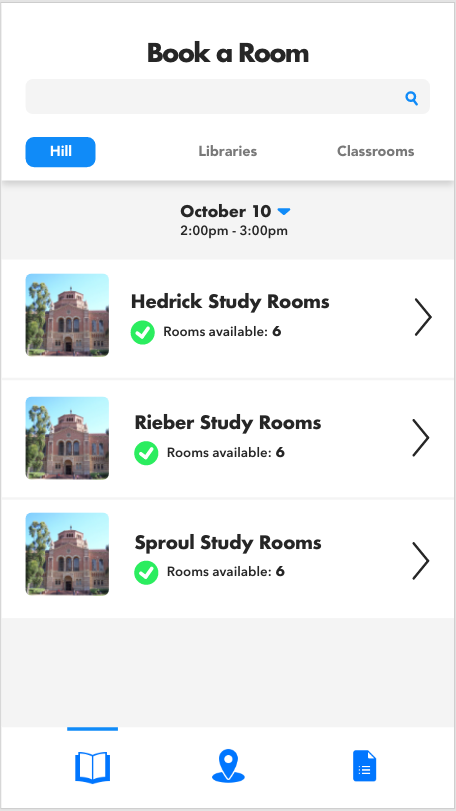 Book a Room
Hill
Libraries
Classrooms
October 10
2:00pm - 3:00pm
Hedrick Study Rooms
Rooms available: 6
Rieber Study Rooms
Rooms available: 6
Sproul Study Rooms
Rooms available: 6